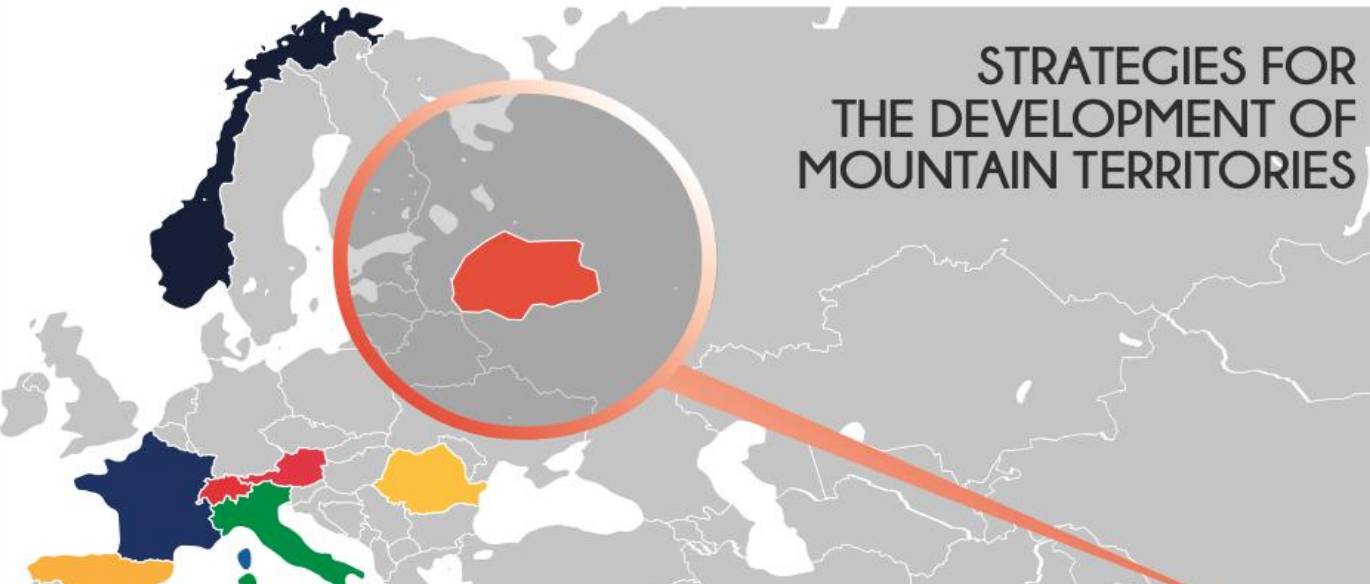 STRATEGIES FOR
THE DEVELOPMENT OF
MOUNTAIN TERRITORIES